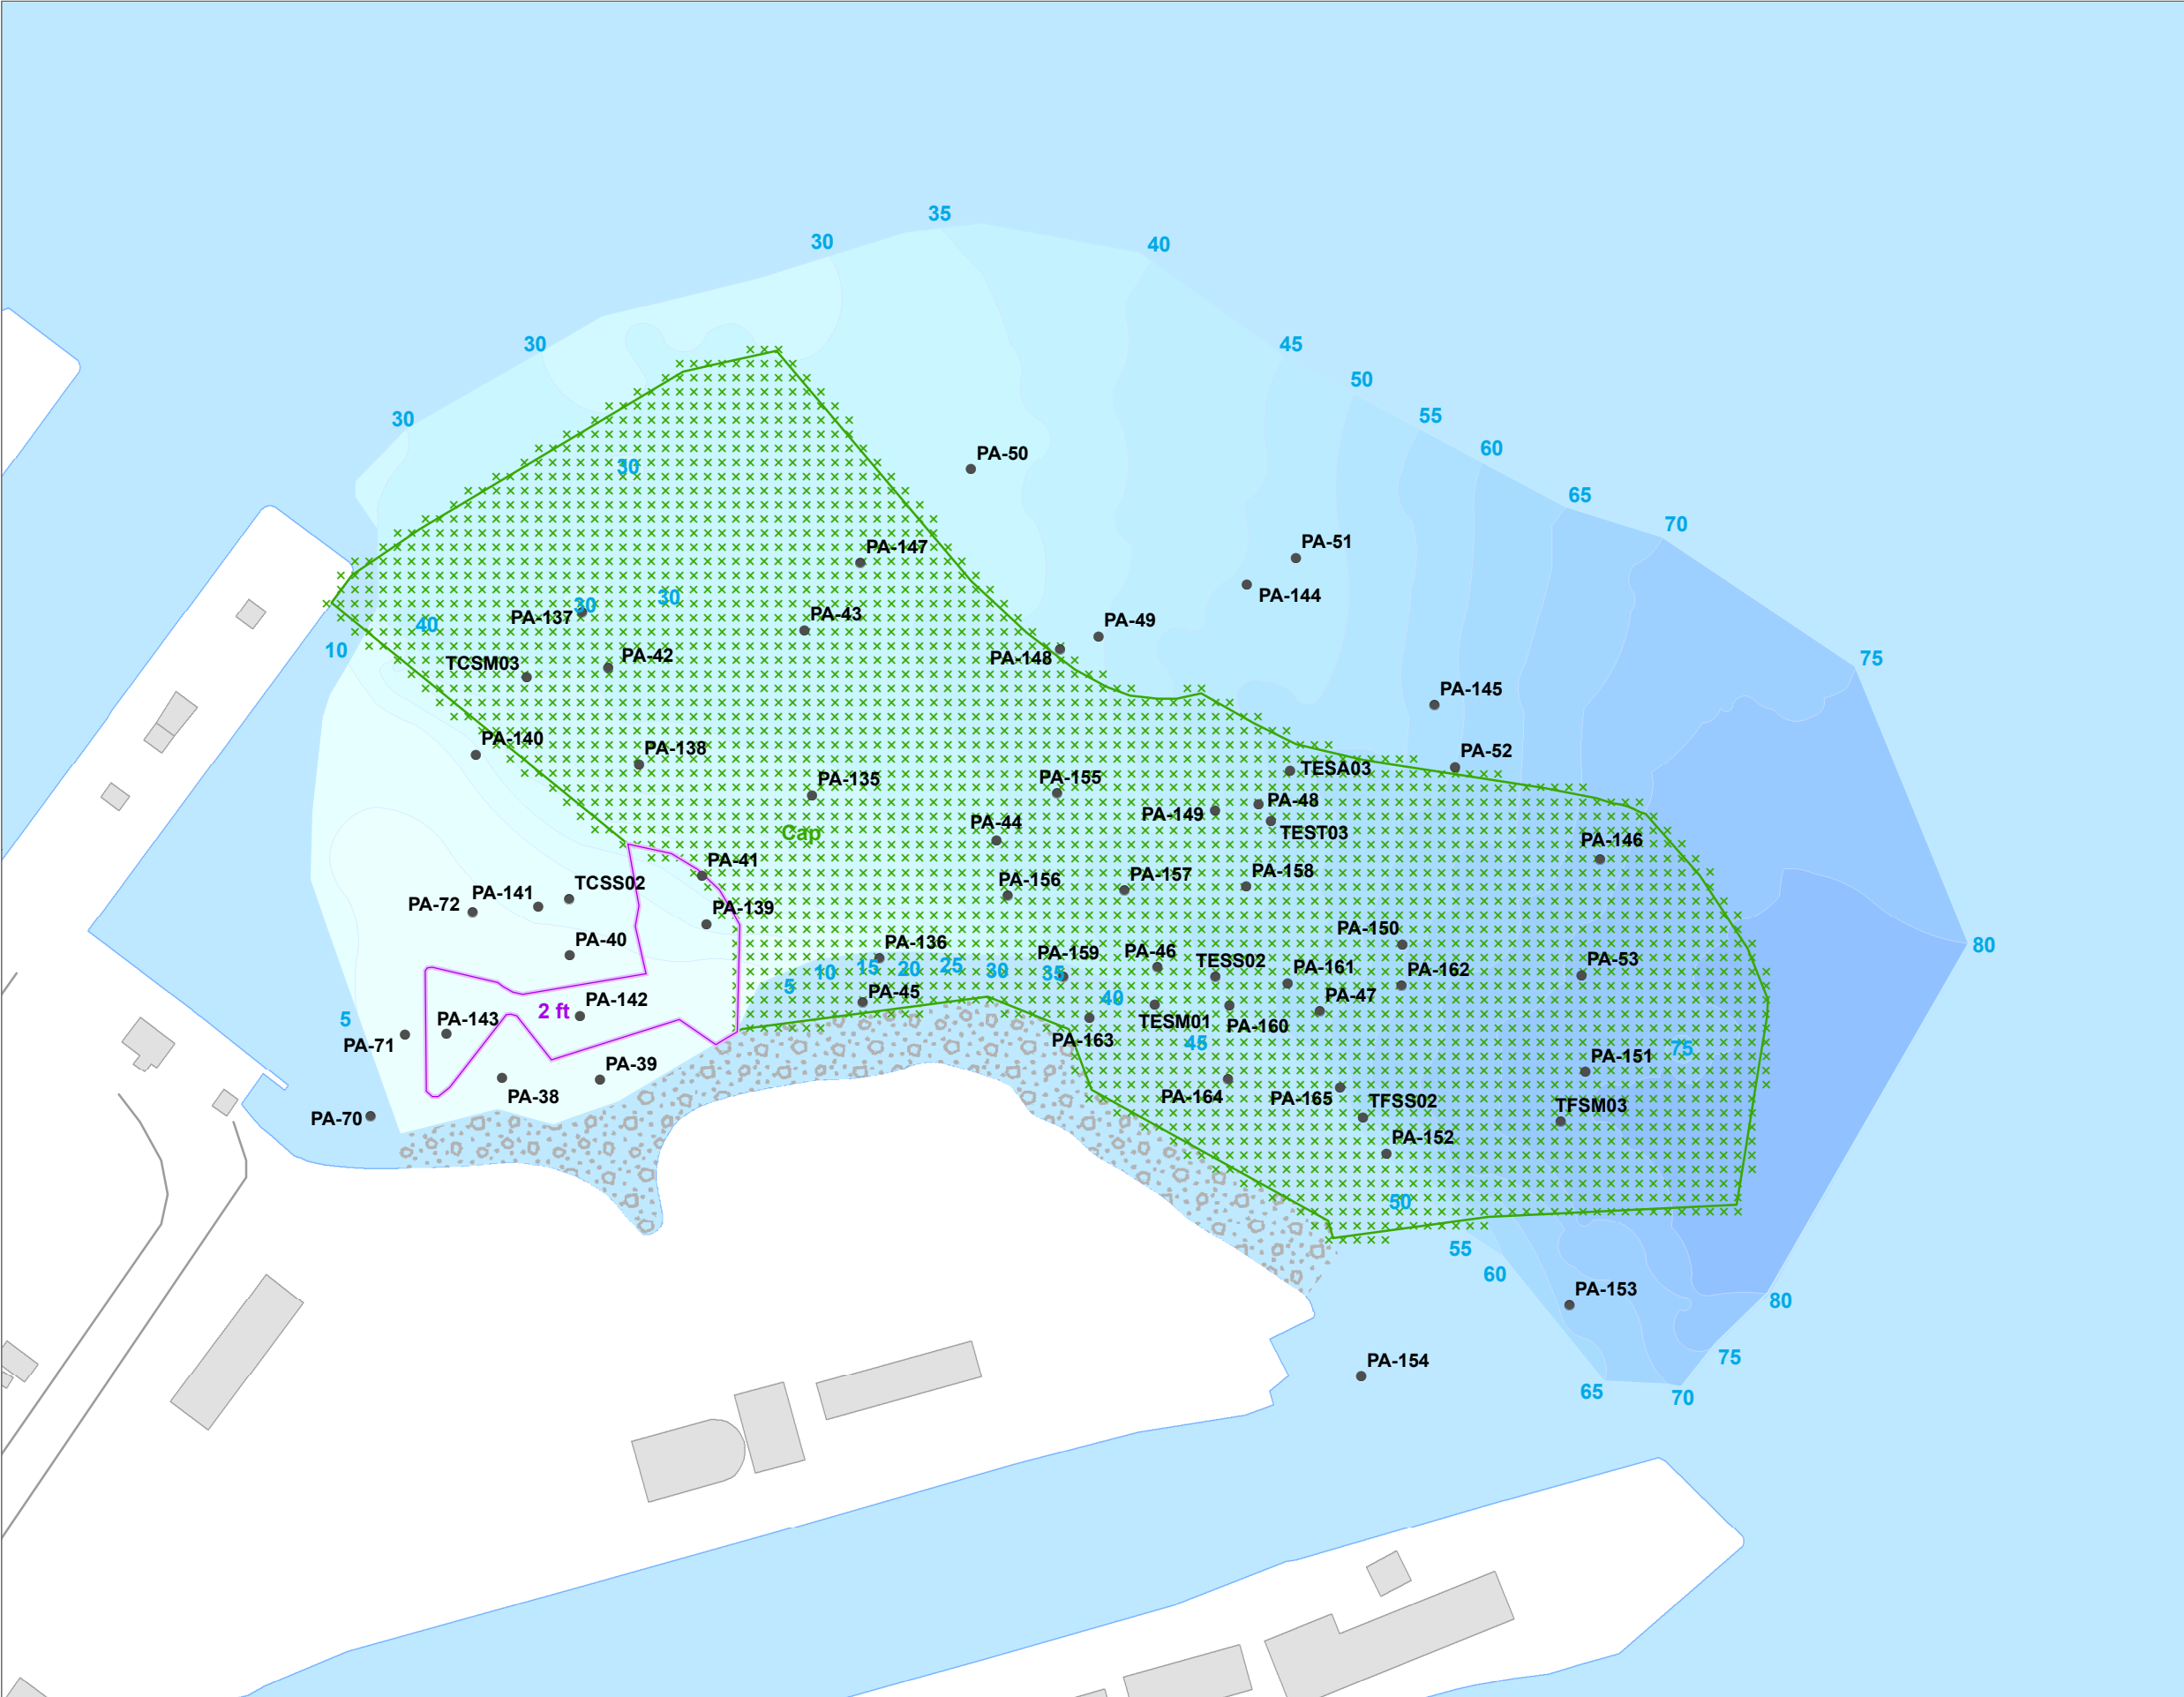 35
30
40
30
45
50
55
30
60
PA-50
30
65
70
PA-51
PA-147
PA-144
30
30
PA-137
PA-43
PA-49
40
10
PA-42
PA-148
75
TCSM03
PA-145
PA-140
PA-138
PA-52
TESA03
PA-135
PA-155
PA-48
PA-149
PA-44
Cap
TEST03
PA-146
PA-41
PA-158
PA-157
PA-156
TCSS02
PA-141
PA-72
PA-139
PA-150
PA-40
PA-136
80
PA-159
PA-46
TESS02
PA-161
PA-162
PA-53
5
10
15
20
25
30
35
PA-45
40
PA-47
PA-142
2 ft
PA-143
5
PA-71
TESM01
PA-160
PA-163
45
75
PA-151
PA-39
PA-38
PA-164
PA-165
TFSS02
TFSM03
PA-70
PA-152
50
55
60
PA-153
80
75
PA-154
65
70